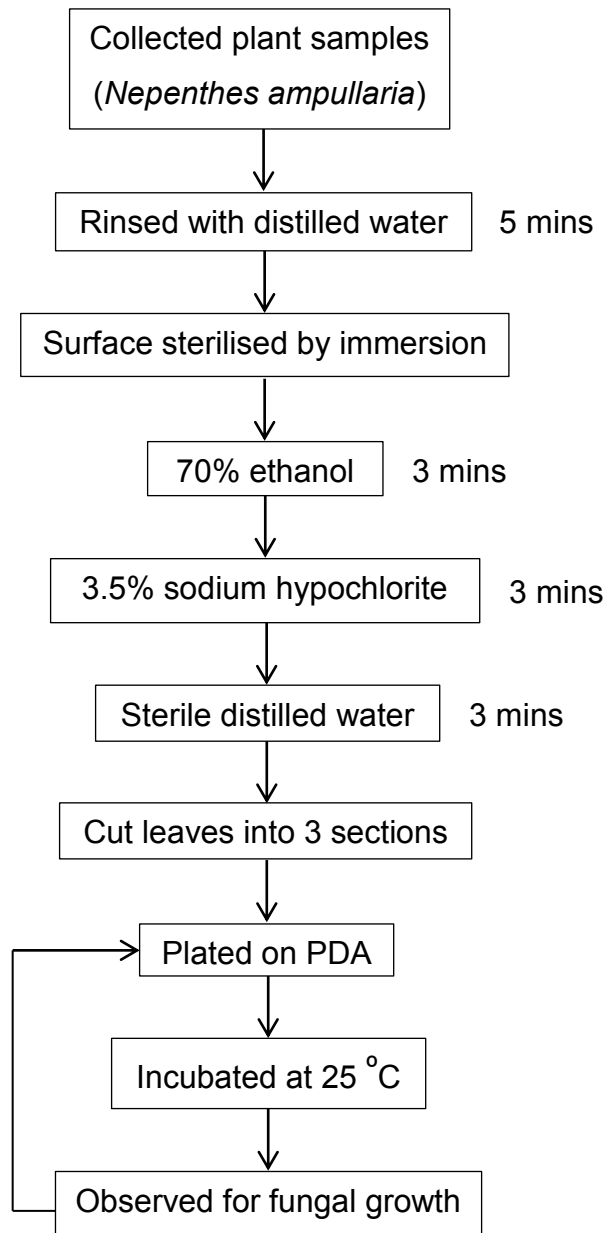 Collected plant samples
(Nepenthes ampullaria)
Rinsed with distilled water 5 mins
Surface sterilised by immersion
70% ethanol 3 mins
3.5% sodium hypochlorite 3 mins
Sterile distilled water 3 mins
Cut leaves into 3 sections
Plated on PDA
Incubated at 25 °C
Observed for fungal growth